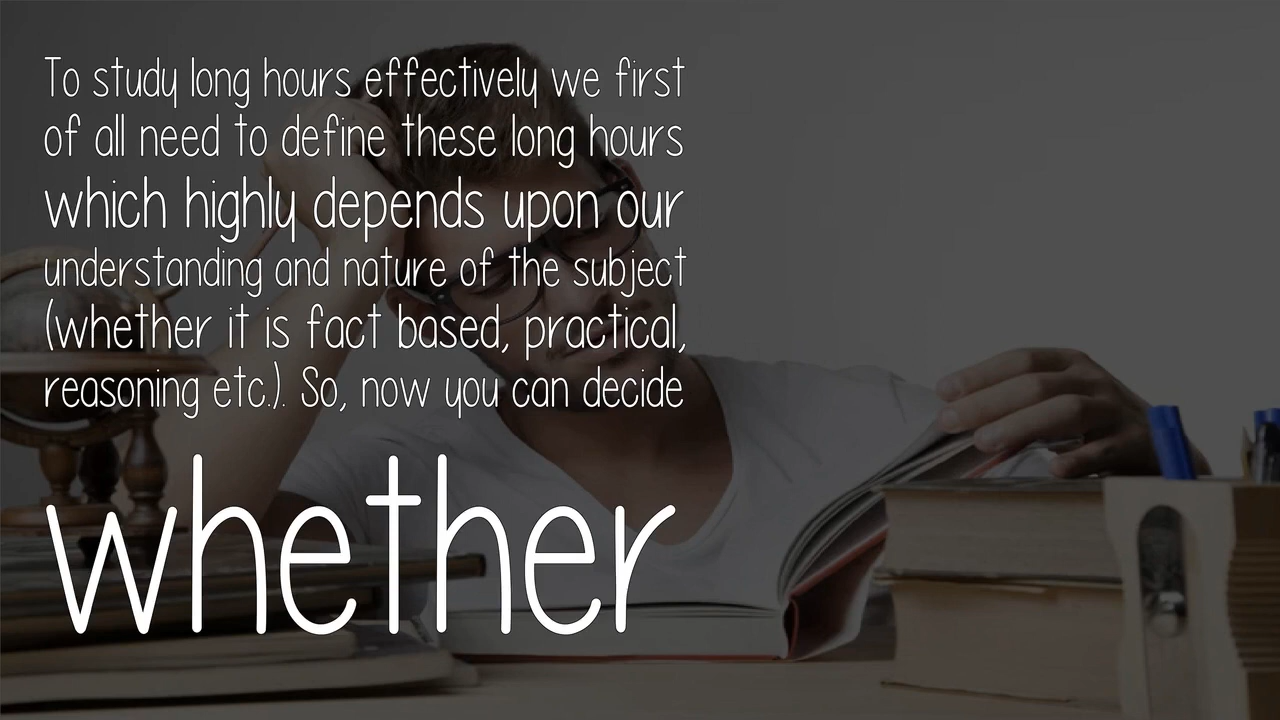 To study long hours effectively we first
of all need to define these long hours
which highly depends upon our
understanding and nature of the subject
(whether it is fact based, practical,
reasoning etc.). So, now you can decide
whether